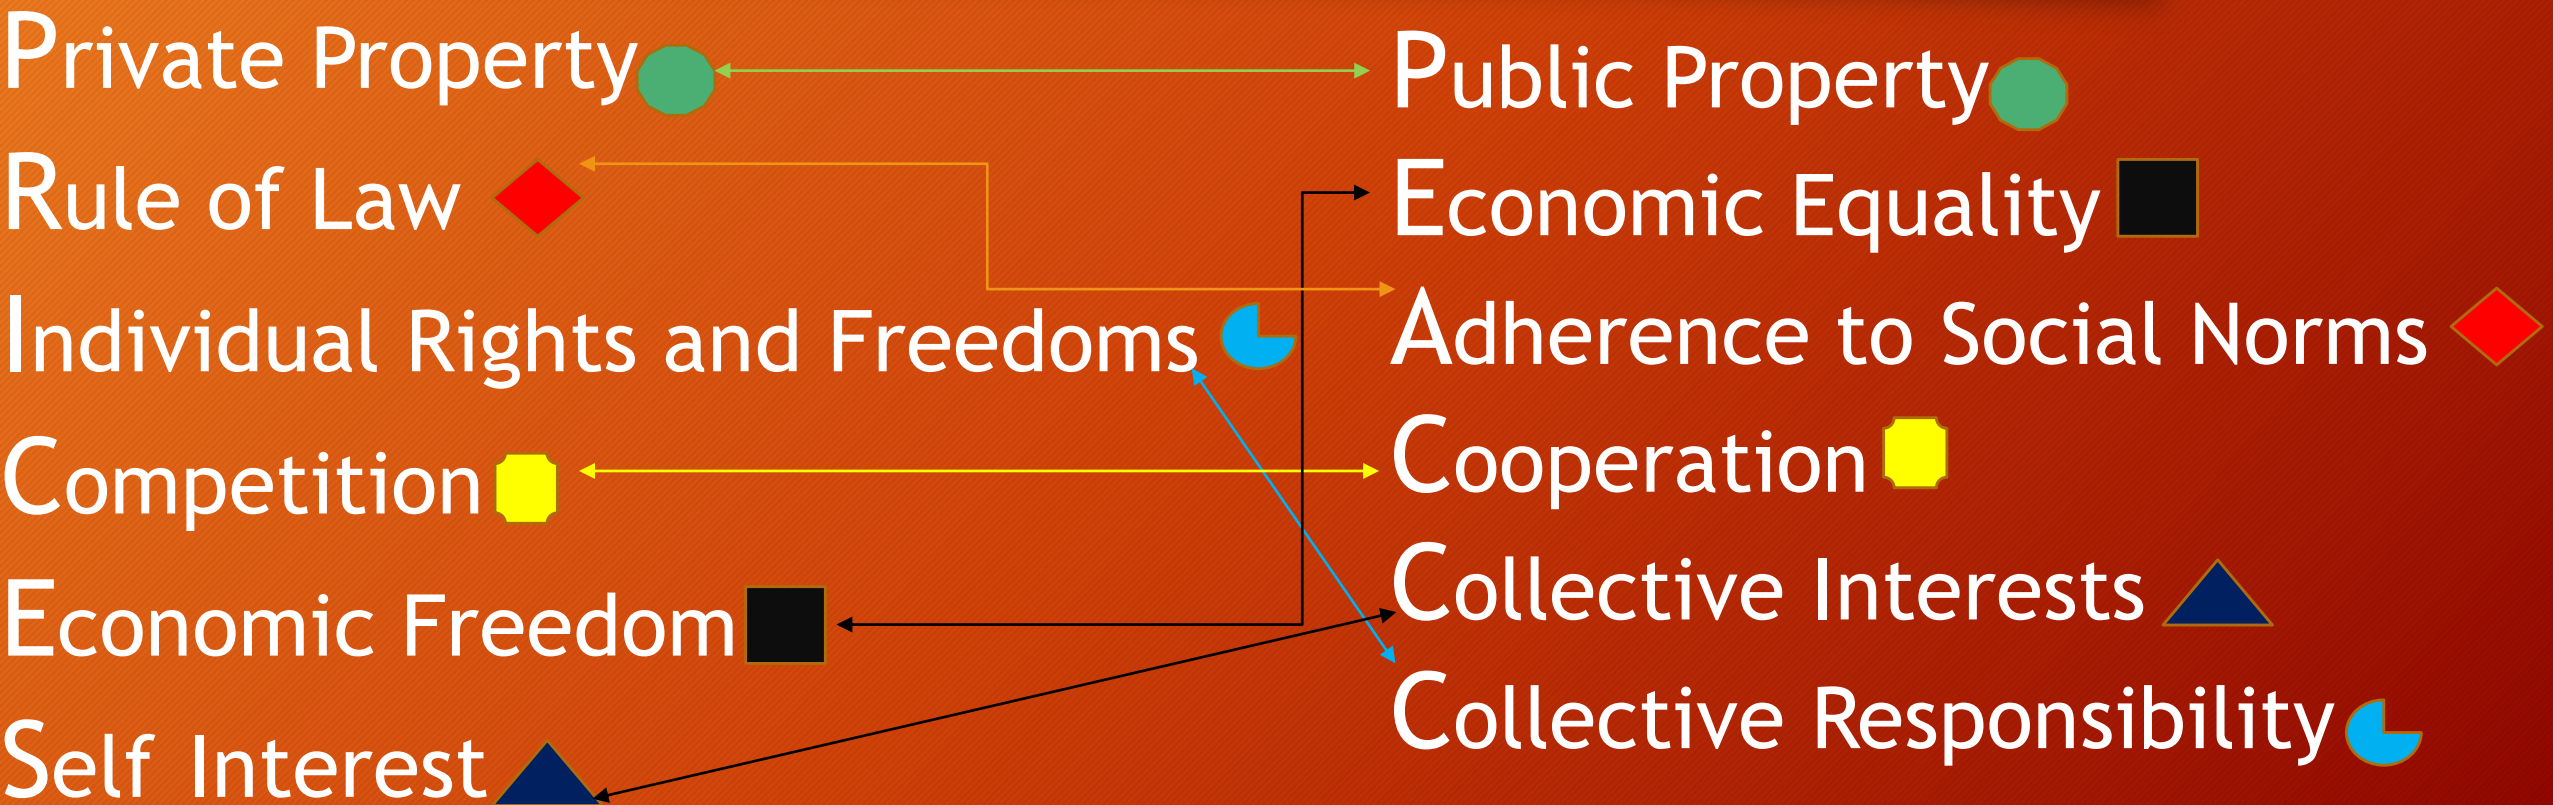 Private Property
Rule of Law
Individual Rights and Freedoms
Competition
Economic Freedom
Self Interest
Public Property
Economic Equality
Adherence to Social Norms
Cooperation
Collective Interests
Collective Responsibility